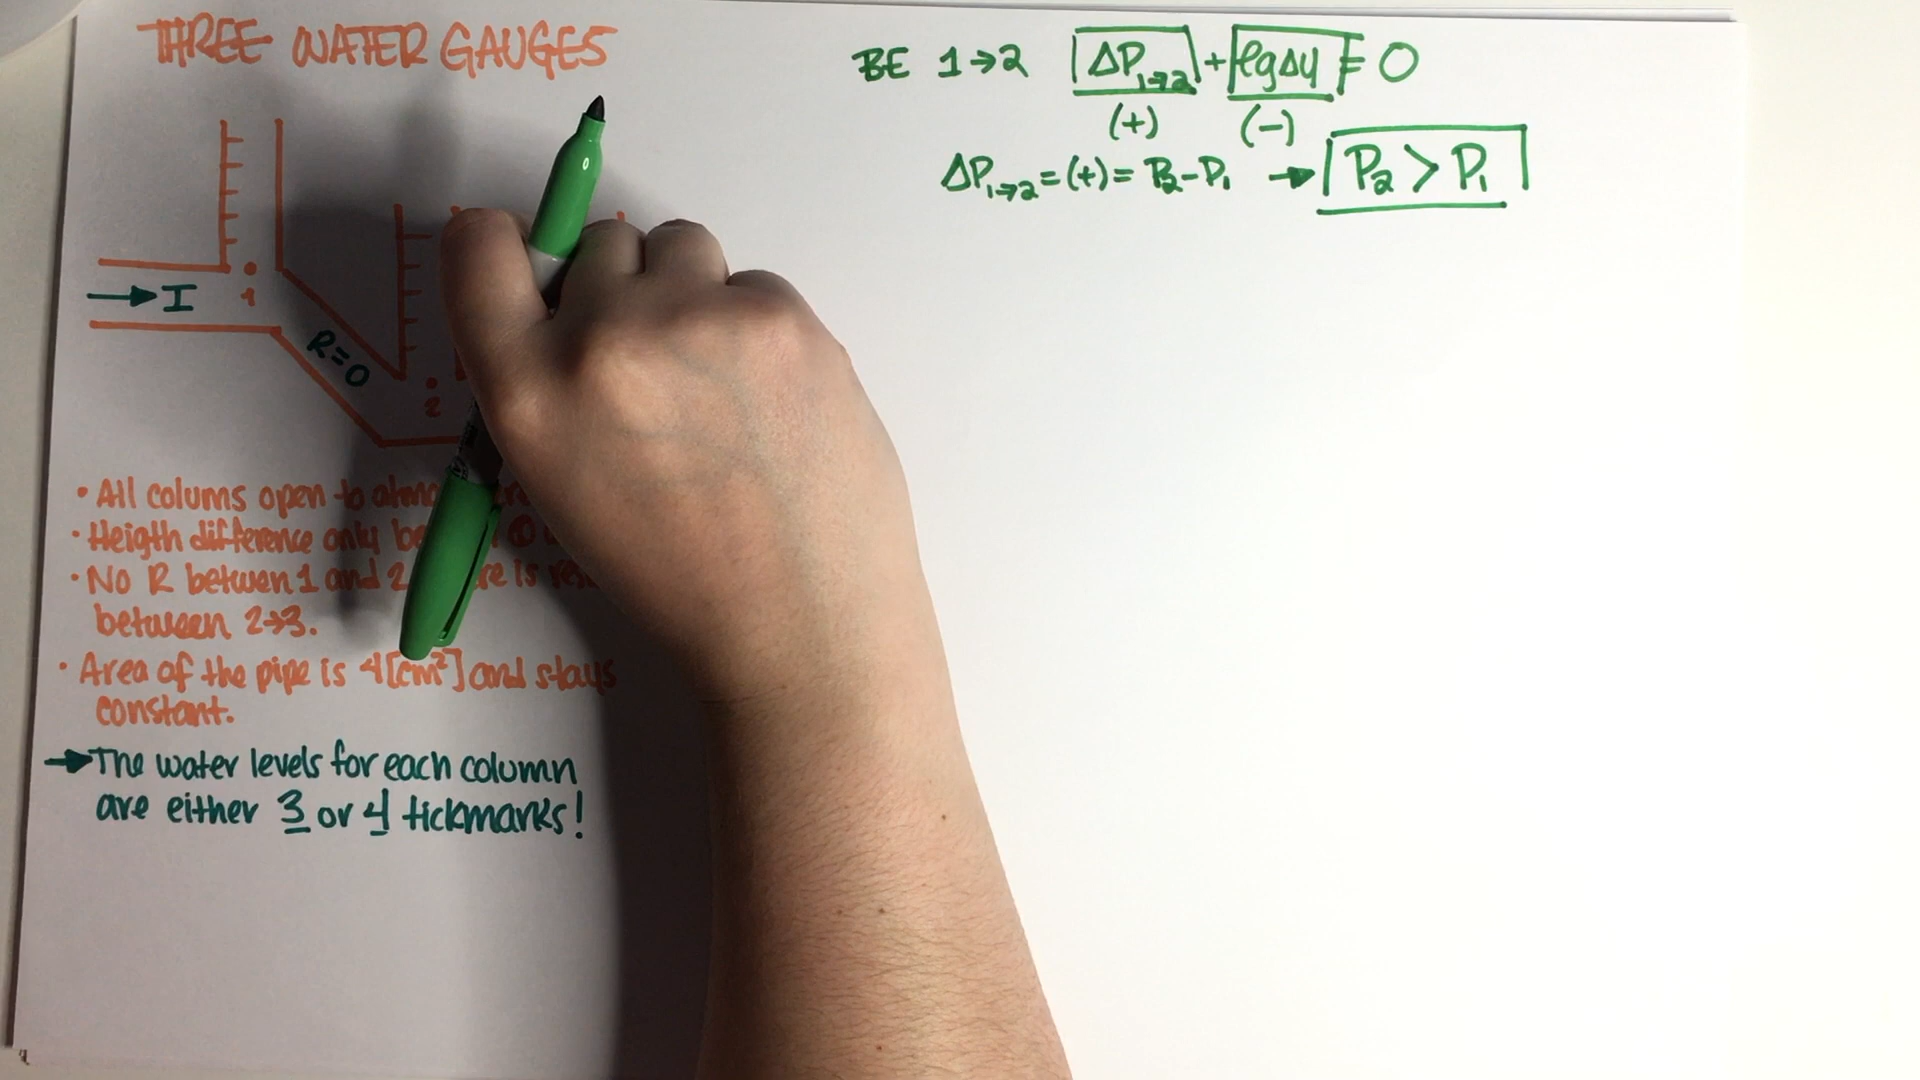 THREE WATER GAUGES
I
1
R=0
2
• All colums open to
• Heigth difference only
• No R betwen 1 and 2 is
between 2→3.
• Area of the pipe is 4[cm²] and stays
constant.
→ The water levels for each column
are either 3 or 4 tickmarks!
BE 1→2 ΔP1→2 + ρgΔy = 0
(+) (-)
ΔP1→2 = (+) = P2-P1 → P2 > P1